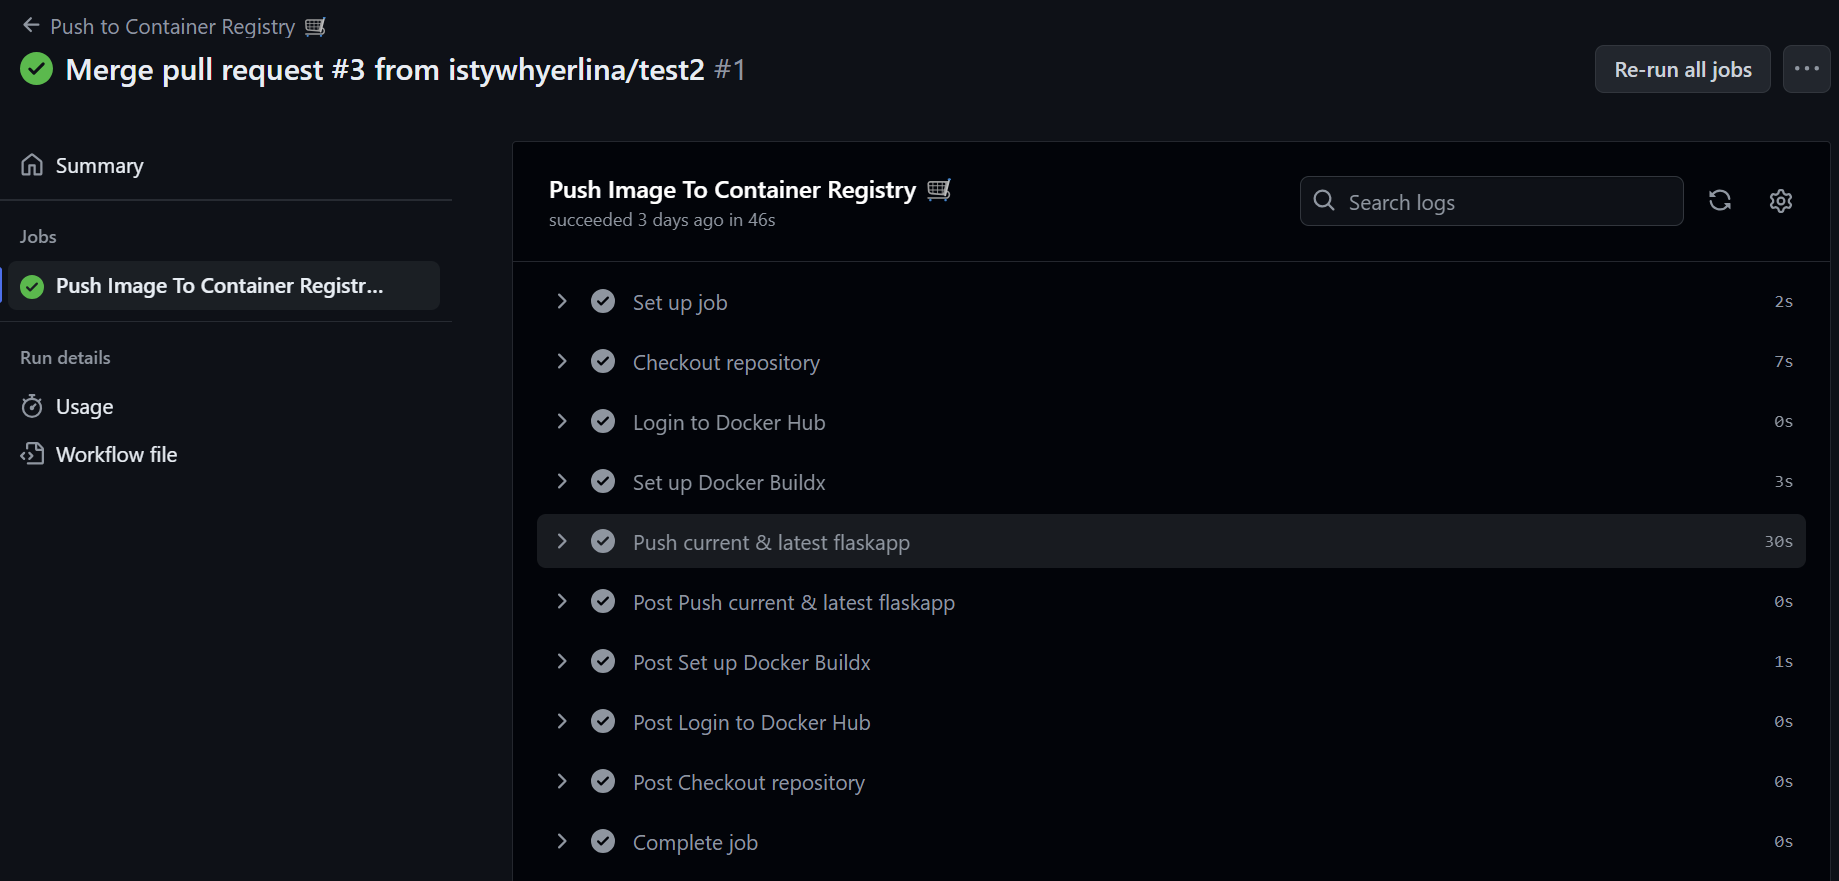 Push to Container Registry 🛒
Merge pull request #3 from istywhyerlina/test2 #1
Re-run all jobs
Summary
Jobs
Push Image To Container Registr...
Run details
Usage
Workflow file
Push Image To Container Registry 🛒
succeeded 3 days ago in 46s
Search logs
Set up job 2s
Checkout repository 7s
Login to Docker Hub 0s
Set up Docker Buildx 3s
Push current & latest flaskapp 30s
Post Push current & latest flaskapp 0s
Post Set up Docker Buildx 1s
Post Login to Docker Hub 0s
Post Checkout repository 0s
Complete job 0s